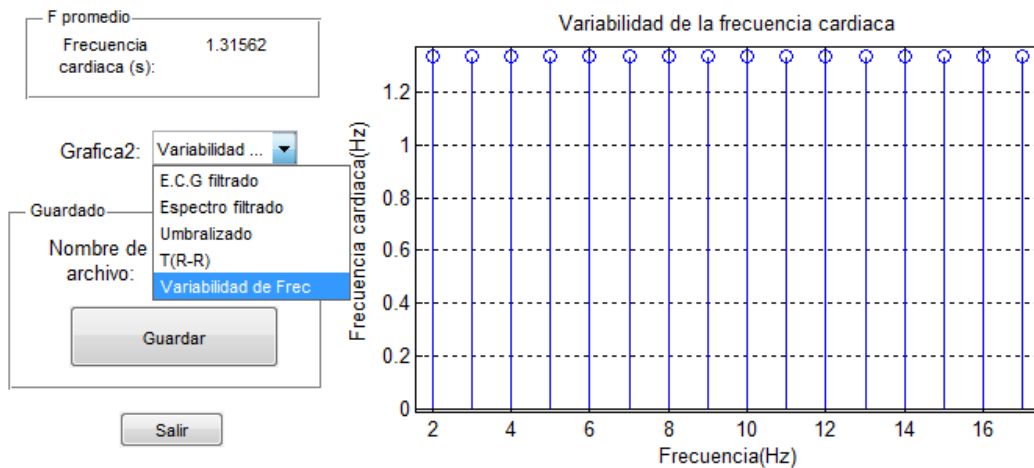 F promedio
Frecuencia 1.31562
cardiaca (s):
Grafica2: Variabilidad ...
E.C.G filtrado
Espectro filtrado
Umbralizado
T(R-R)
Variabilidad de Frec
Guardado
Nombre de
archivo:
Guardar
Salir
Variabilidad de la frecuencia cardiaca
Frecuencia cardiaca(Hz)
1.2
1
0.8
0.6
0.4
0.2
0
2 4 6 8 10 12 14 16
Frecuencia(Hz)